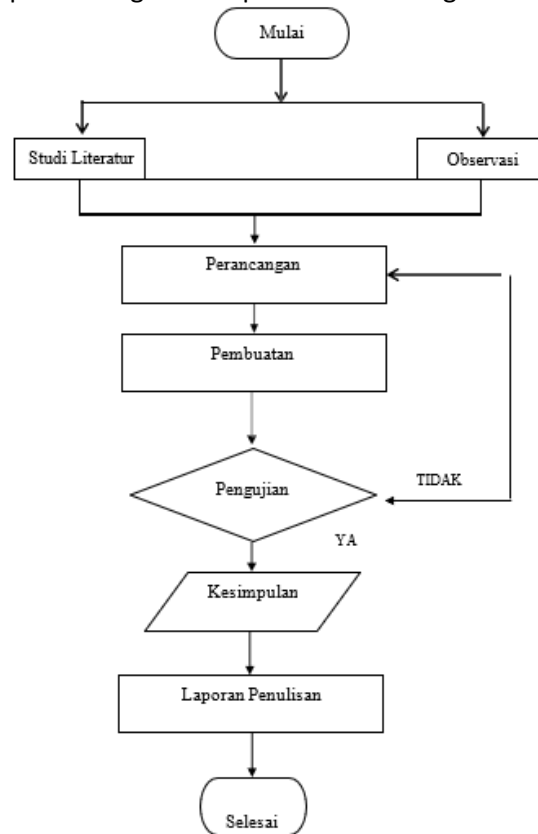 Mulai
Studi Literatur
Observasi
Perancangan
Pembuatan
Pengujian
TIDAK
YA
Kesimpulan
Laporan Penulisan
Selesai